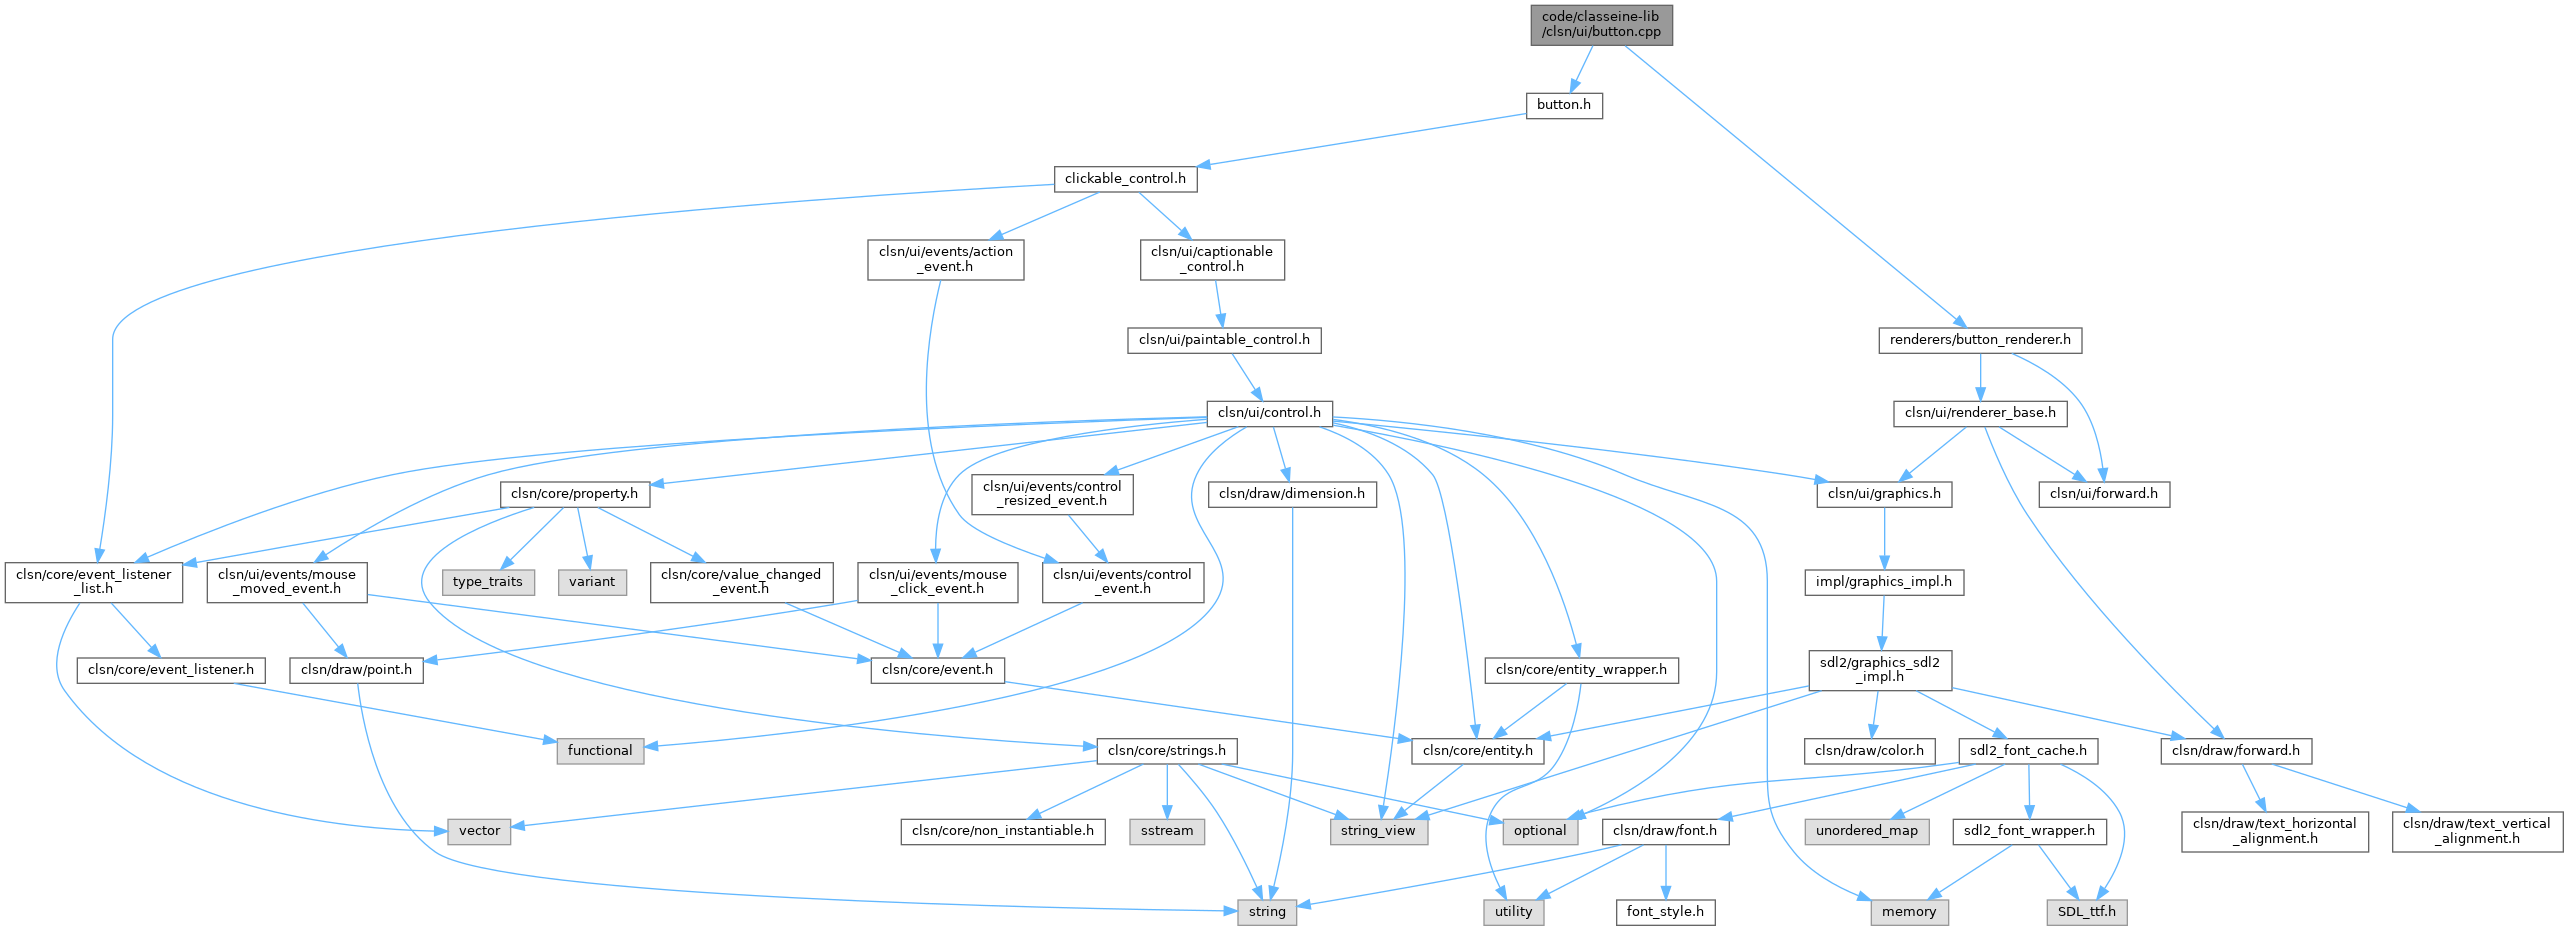 code/classeine-lib
/clsn/ui/button.cpp
button.h
clickable_control.h
clsn/ui/events/action
_event.h
clsn/ui/captionable
_control.h
clsn/ui/paintable_control.h
renderers/button_renderer.h
clsn/ui/control.h
clsn/ui/renderer_base.h
clsn/core/property.h
clsn/ui/events/control
_resized_event.h
clsn/draw/dimension.h
clsn/ui/graphics.h
clsn/ui/forward.h
clsn/core/event_listener
_list.h
clsn/ui/events/mouse
_moved_event.h
type_traits
variant
clsn/core/value_changed
_event.h
clsn/ui/events/mouse
_click_event.h
clsn/ui/events/control
_event.h
impl/graphics_impl.h
clsn/core/event_listener.h
clsn/draw/point.h
clsn/core/event.h
clsn/core/entity_wrapper.h
sdl2/graphics_sdl2
_impl.h
functional
clsn/core/strings.h
clsn/core/entity.h
clsn/draw/color.h
sdl2_font_cache.h
clsn/draw/forward.h
vector
clsn/core/non_instantiable.h
sstream
string_view
optional
clsn/draw/font.h
unordered_map
sdl2_font_wrapper.h
clsn/draw/text_horizontal
_alignment.h
clsn/draw/text_vertical
_alignment.h
string
utility
font_style.h
memory
SDL_ttf.h